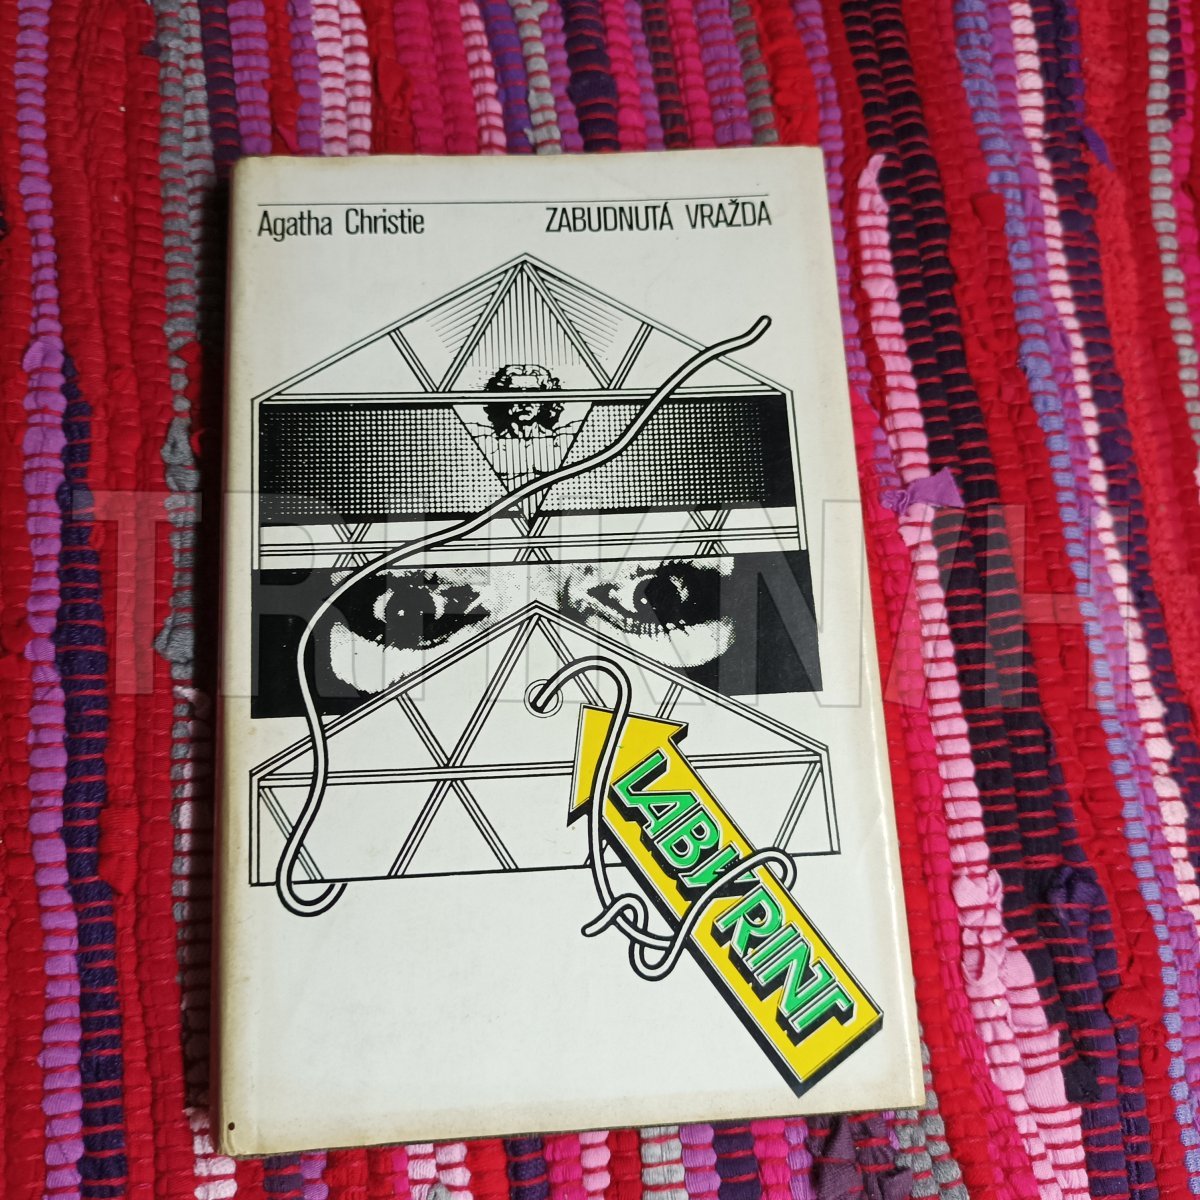 Agatha Christie ZABUDNUTÁ VRAŽDA
LABYRINT